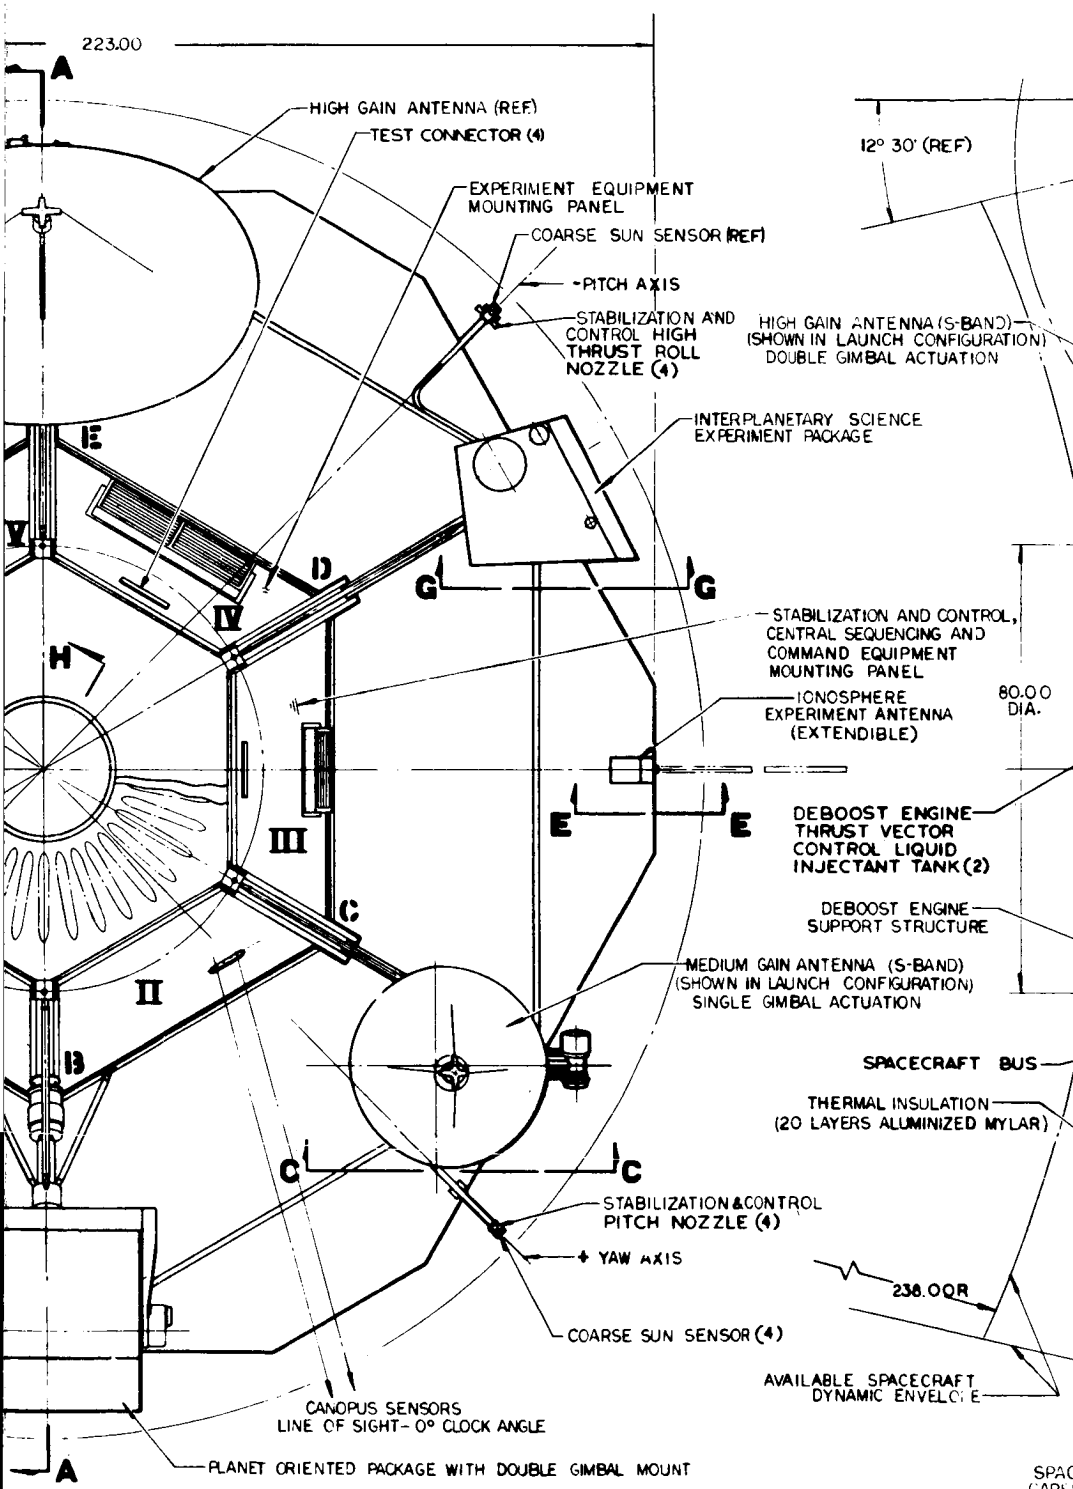 223.00
A
HIGH GAIN ANTENNA (REF)
TEST CONNECTOR (4)
12° 30' (REF)
EXPERIMENT EQUIPMENT
MOUNTING PANEL
COARSE SUN SENSOR (REF)
-PITCH AXIS
STABILIZATION AND
CONTROL HIGH
THRUST ROLL
NOZZLE (4)
HIGH GAIN ANTENNA (S-BAND)
(SHOWN IN LAUNCH CONFIGURATION)
DOUBLE GIMBAL ACTUATION
INTERPLANETARY SCIENCE
EXPERIMENT PACKAGE
E
V
D
G
G
IV
H
STABILIZATION AND CONTROL,
CENTRAL SEQUENCING AND
COMMAND EQUIPMENT
MOUNTING PANEL
80.00
DIA.
IONOSPHERE
EXPERIMENT ANTENNA
(EXTENDIBLE)
E
E
III
DEBOOST ENGINE
THRUST VECTOR
CONTROL LIQUID
INJECTANT TANK (2)
C
DEBOOST ENGINE
SUPPORT STRUCTURE
II
MEDIUM GAIN ANTENNA (S-BAND)
(SHOWN IN LAUNCH CONFIGURATION)
SINGLE GIMBAL ACTUATION
B
SPACECRAFT BUS
THERMAL INSULATION
(20 LAYERS ALUMINIZED MYLAR)
C
C
STABILIZATION & CONTROL
PITCH NOZZLE (4)
+ YAW AXIS
238.00R
COARSE SUN SENSOR (4)
AVAILABLE SPACECRAFT
DYNAMIC ENVELOPE
CANOPUS SENSORS
LINE OF SIGHT - 0° CLOCK ANGLE
A
PLANET ORIENTED PACKAGE WITH DOUBLE GIMBAL MOUNT
SPAC